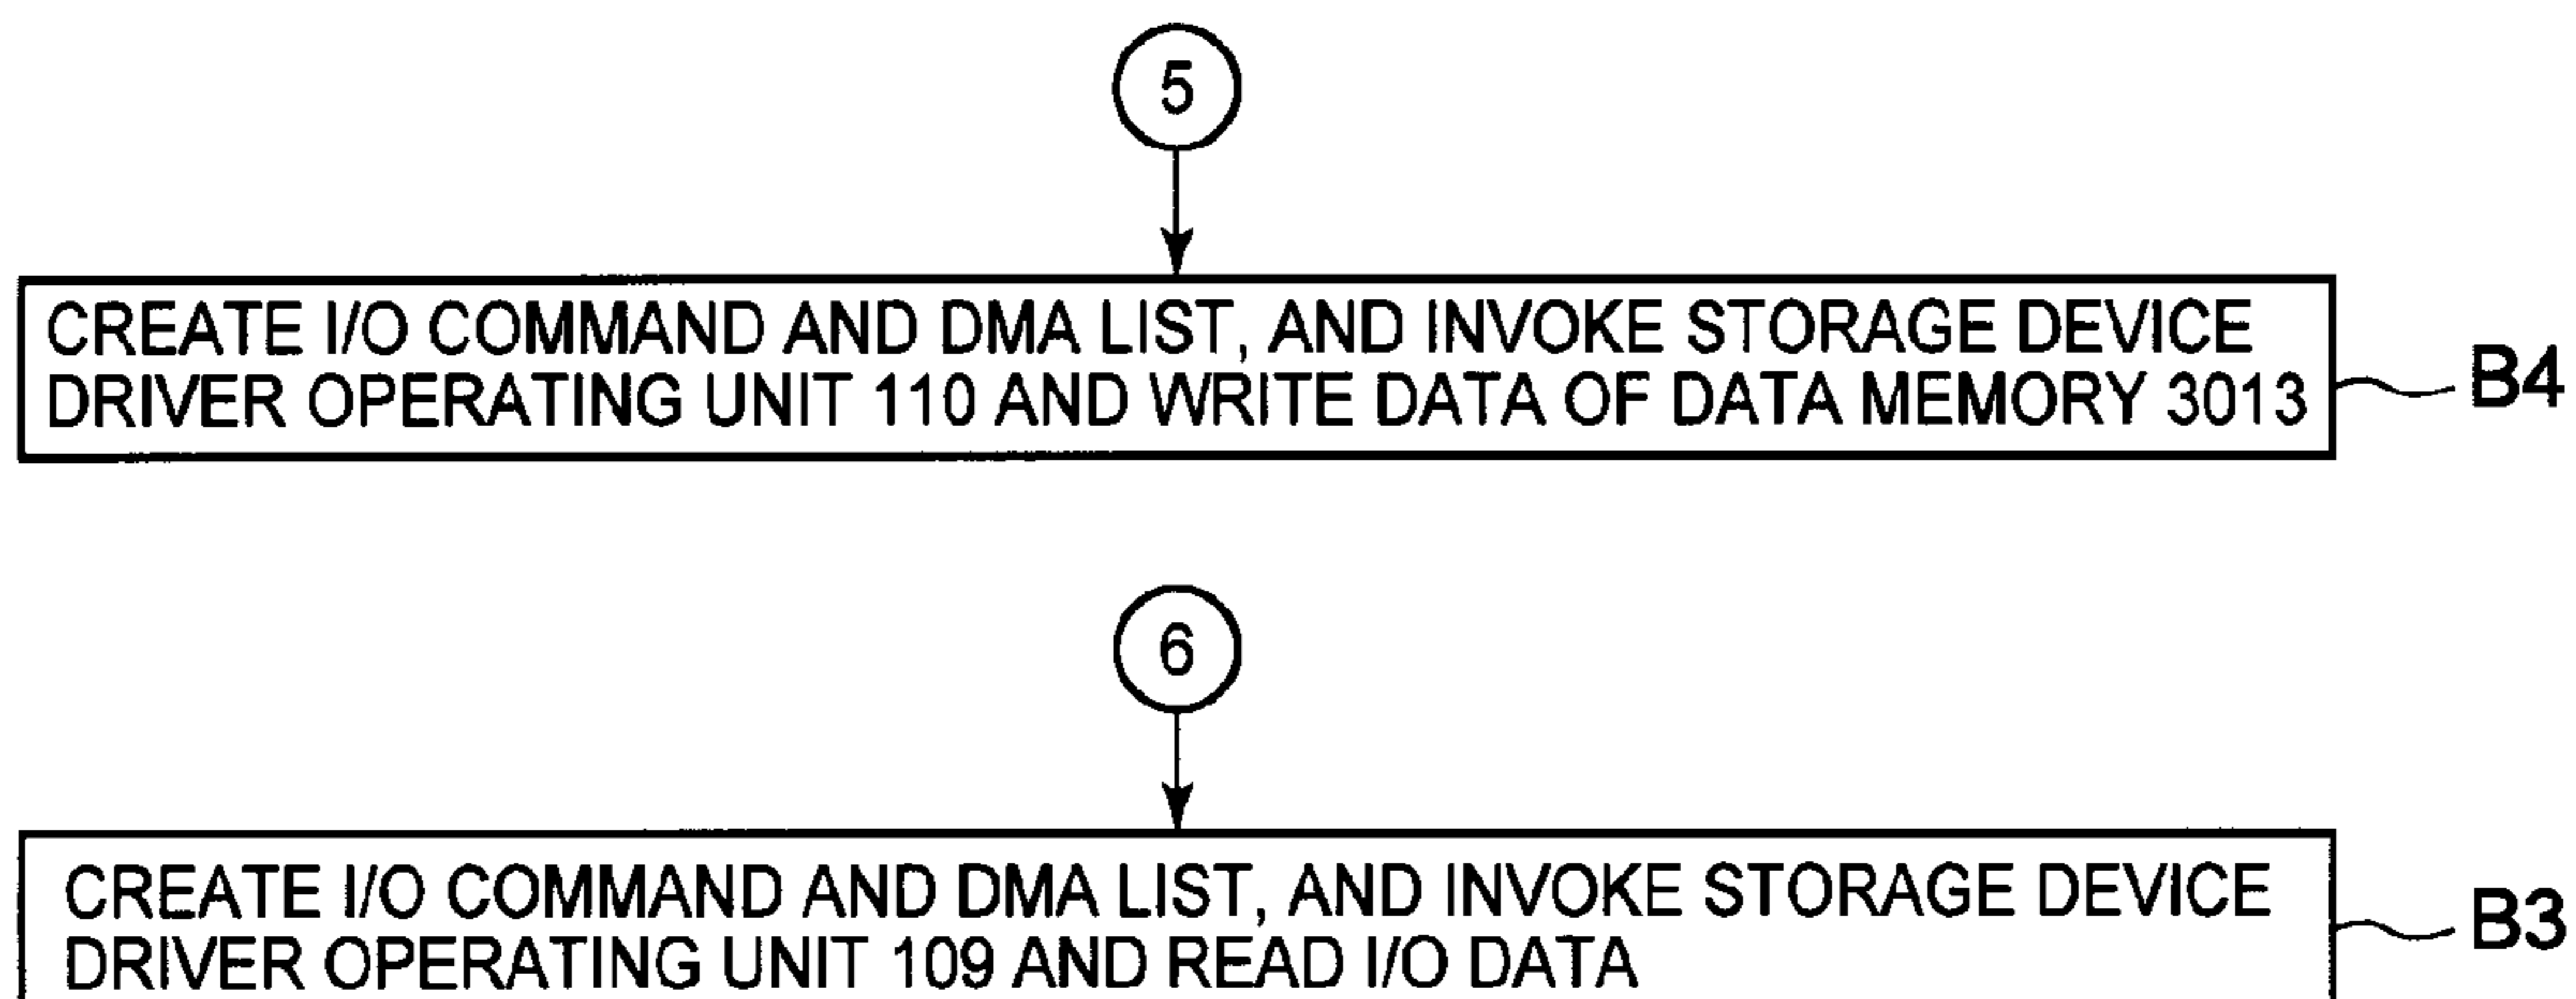 5
CREATE I/O COMMAND AND DMA LIST, AND INVOKE STORAGE DEVICE
DRIVER OPERATING UNIT 110 AND WRITE DATA OF DATA MEMORY 3013
B4
6
CREATE I/O COMMAND AND DMA LIST, AND INVOKE STORAGE DEVICE
DRIVER OPERATING UNIT 109 AND READ I/O DATA
B3